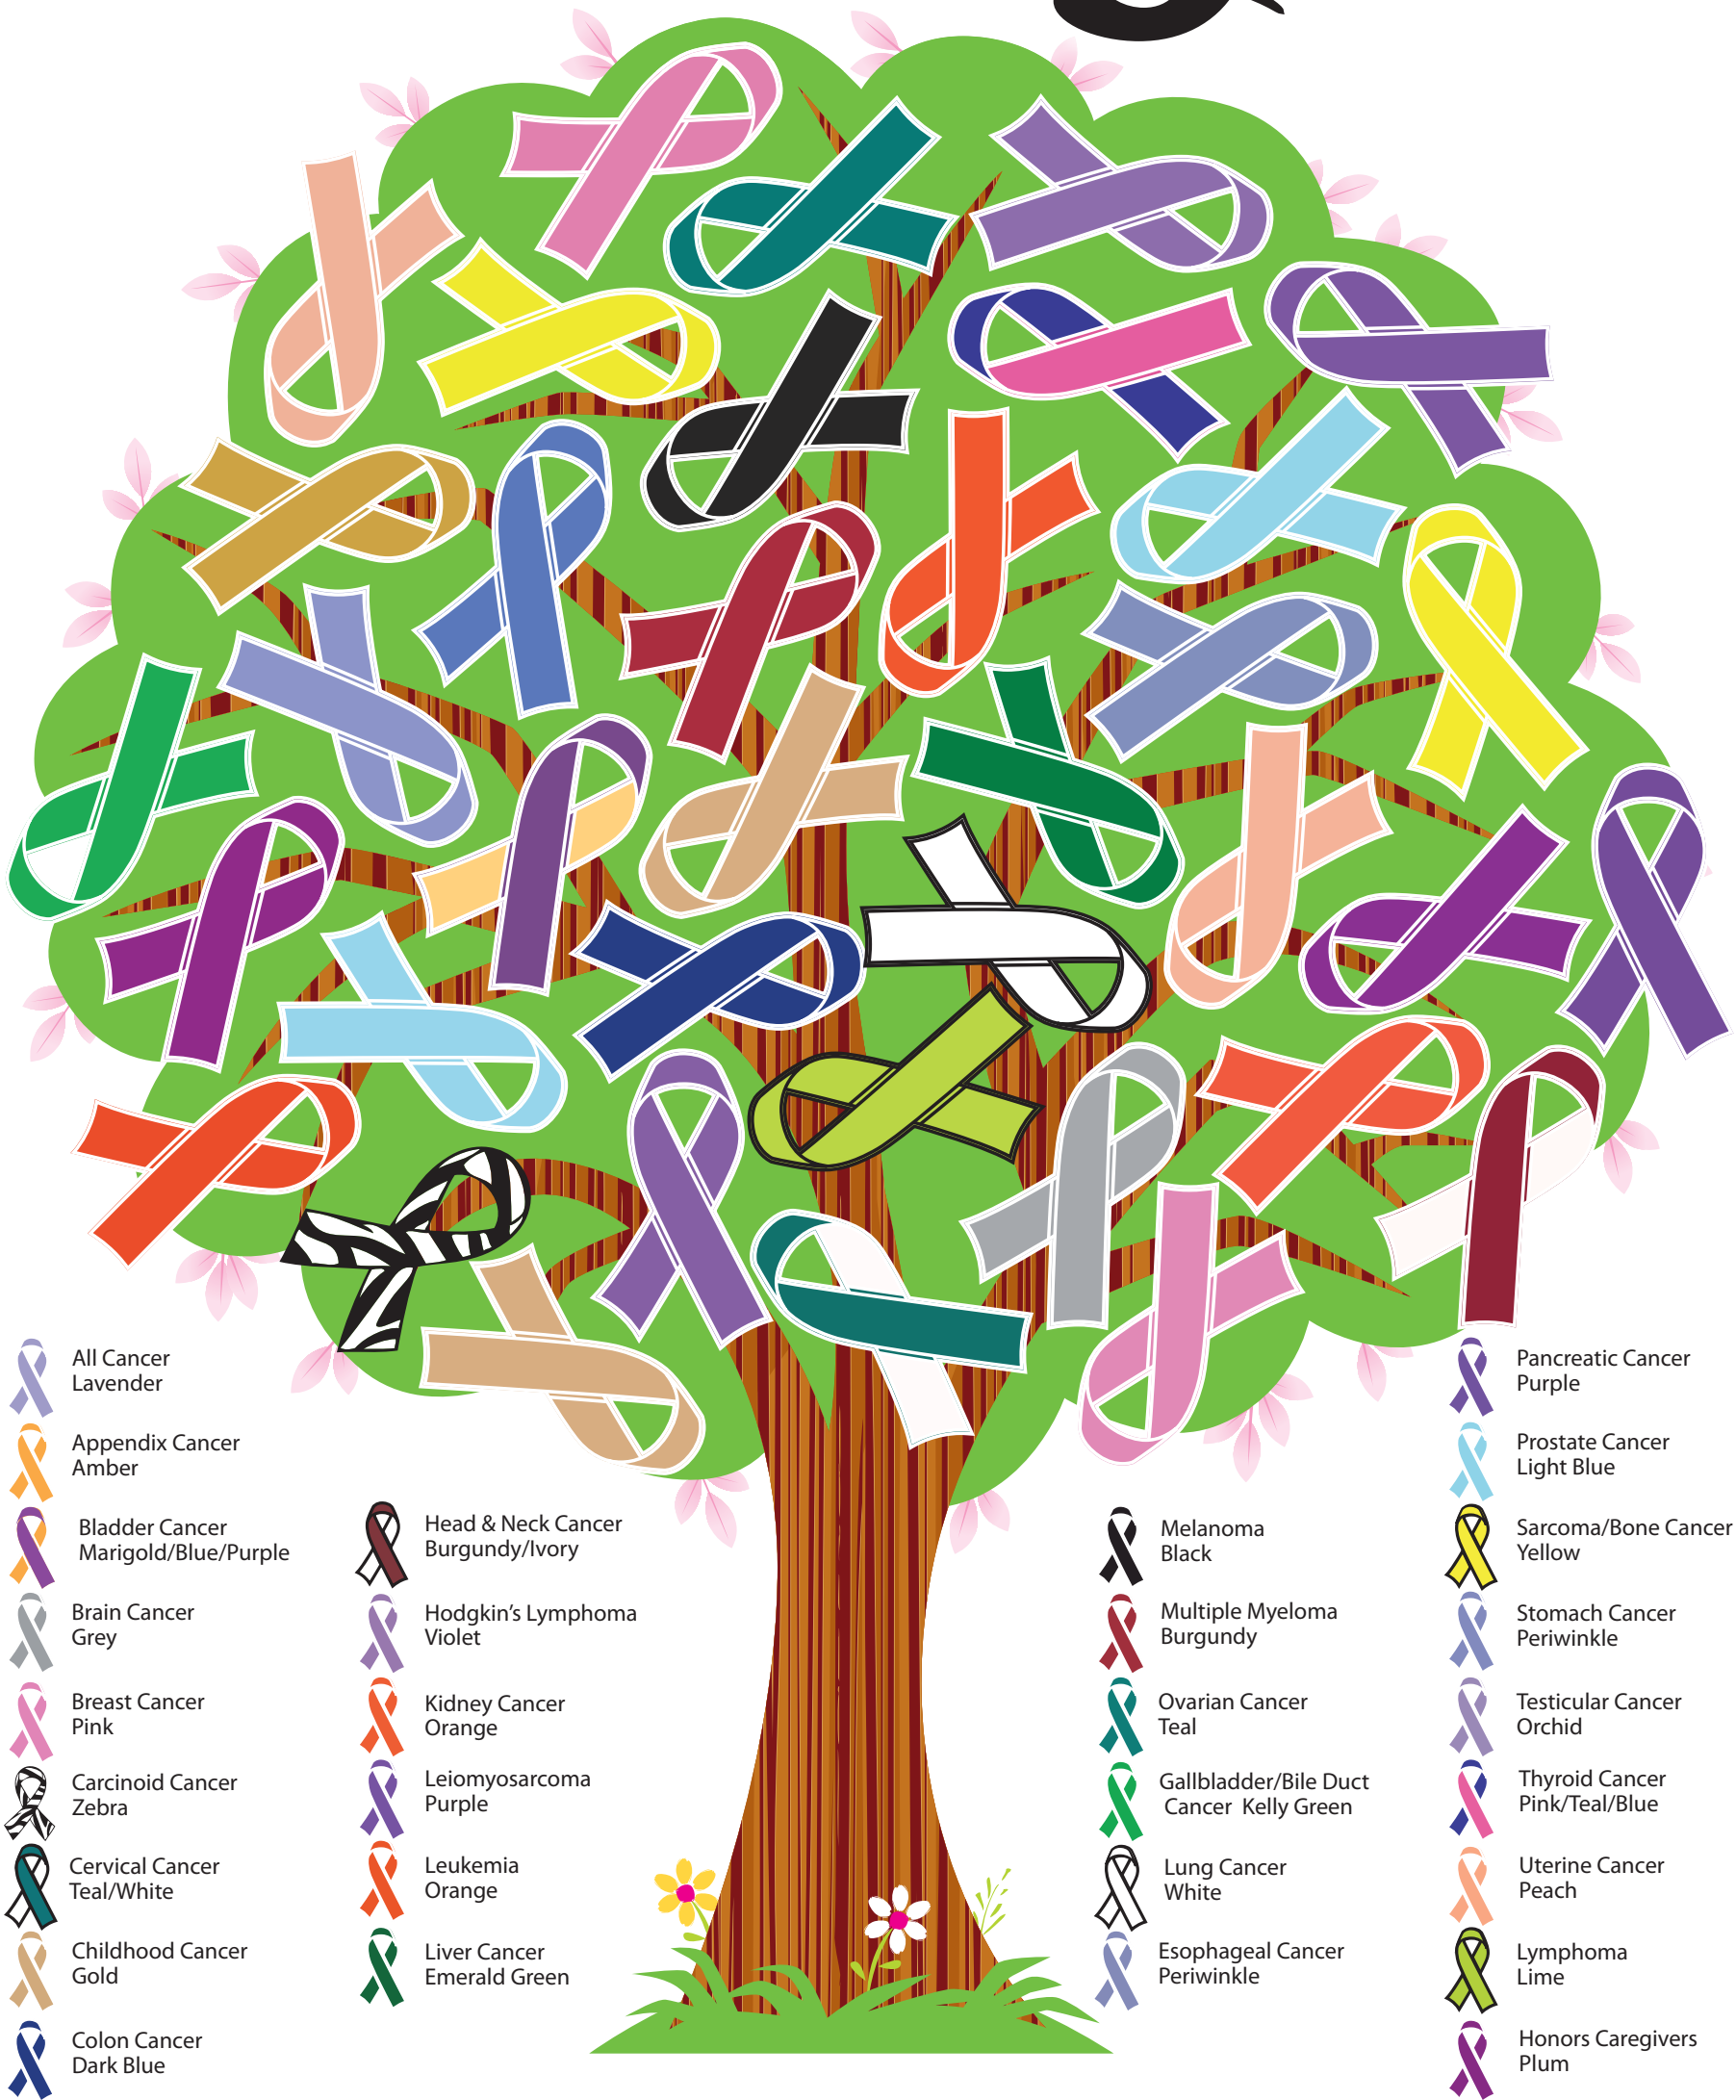 All Cancer
Lavender
Appendix Cancer
Amber
Bladder Cancer
Marigold/Blue/Purple
Brain Cancer
Grey
Breast Cancer
Pink
Carcinoid Cancer
Zebra
Cervical Cancer
Teal/White
Childhood Cancer
Gold
Colon Cancer
Dark Blue
Head & Neck Cancer
Burgundy/Ivory
Hodgkin’s Lymphoma
Violet
Kidney Cancer
Orange
Leiomyosarcoma
Purple
Leukemia
Orange
Liver Cancer
Emerald Green
Melanoma
Black
Multiple Myeloma
Burgundy
Ovarian Cancer
Teal
Gallbladder/Bile Duct
Cancer Kelly Green
Lung Cancer
White
Esophageal Cancer
Periwinkle
Pancreatic Cancer
Purple
Prostate Cancer
Light Blue
Sarcoma/Bone Cancer
Yellow
Stomach Cancer
Periwinkle
Testicular Cancer
Orchid
Thyroid Cancer
Pink/Teal/Blue
Uterine Cancer
Peach
Lymphoma
Lime
Honors Caregivers
Plum